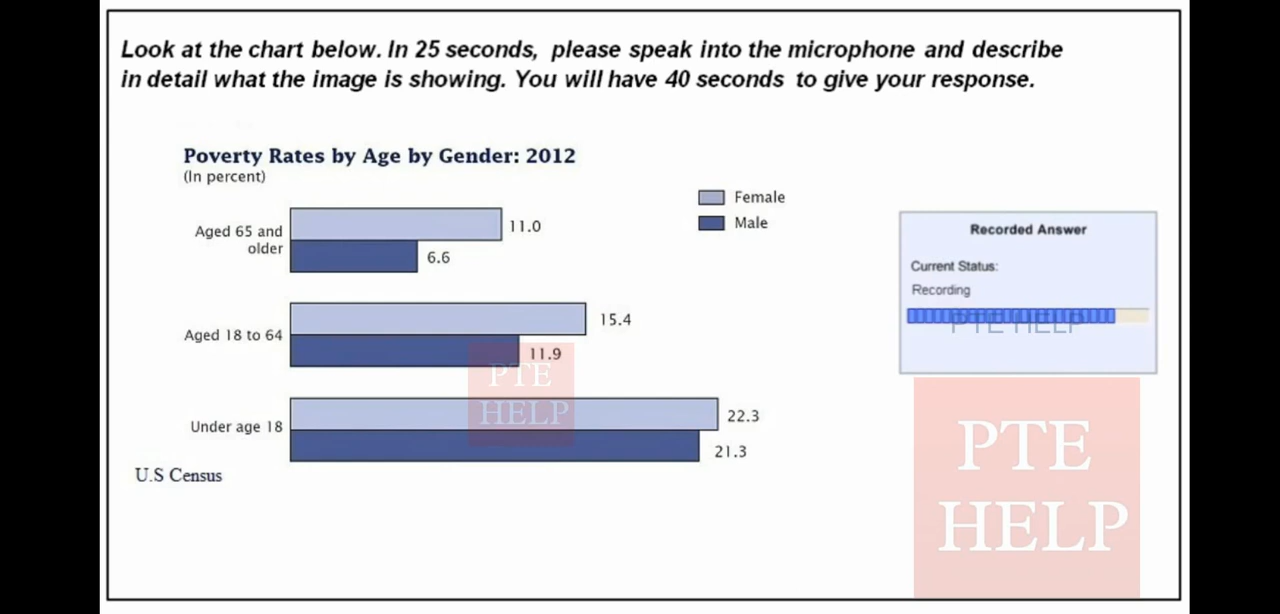 Look at the chart below. In 25 seconds, please speak into the microphone and describe
in detail what the image is showing. You will have 40 seconds to give your response.
Poverty Rates by Age by Gender: 2012
(In percent)
Female
Male
Aged 65 and
older
11.0
6.6
Aged 18 to 64
15.4
11.9
Under age 18
22.3
21.3
U.S Census
PTE
HELP
Recorded Answer
Current Status:
Recording
PTE HELP
PTE
HELP